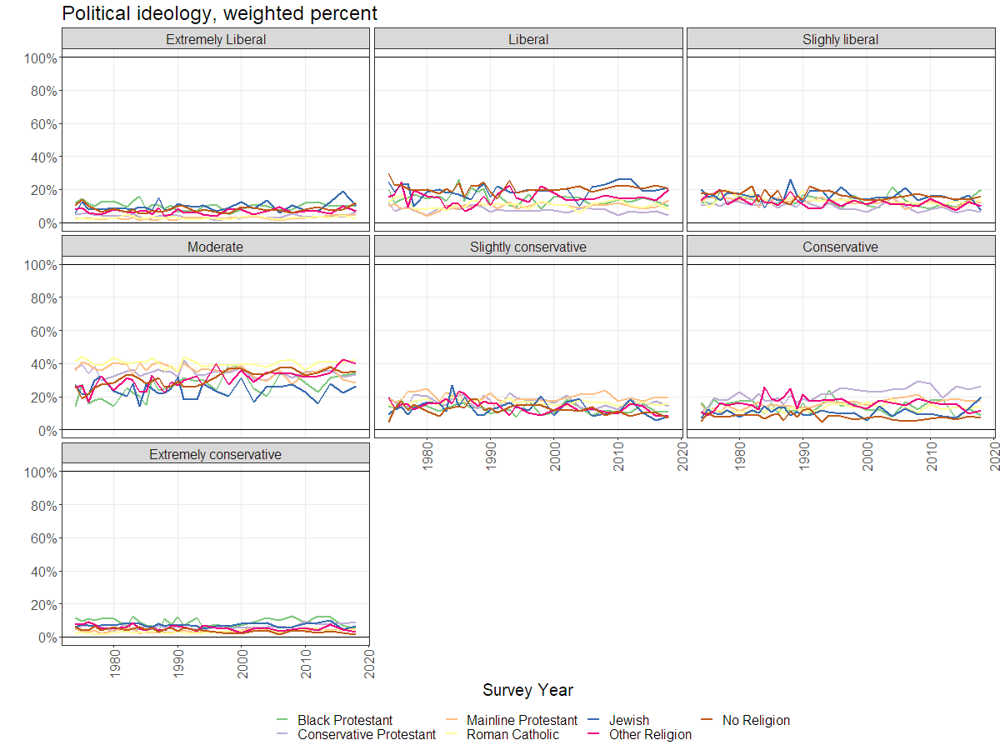 Political ideology, weighted percent
Extremely Liberal
Liberal
Slighly liberal
100%
80%
60%
40%
20%
0%
Moderate
Slightly conservative
Conservative
100%
80%
60%
40%
20%
0%
1980
1990
2000
2010
2020
1980
1990
2000
2010
2020
Extremely conservative
100%
80%
60%
40%
20%
0%
1980
1990
2000
2010
2020
Survey Year
Black Protestant
Mainline Protestant
Jewish
No Religion
Conservative Protestant
Roman Catholic
Other Religion